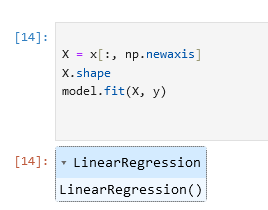 [14]:
X = x[:, np.newaxis]
X.shape
model.fit(X, y)
[14]:
▾ LinearRegression
LinearRegression()